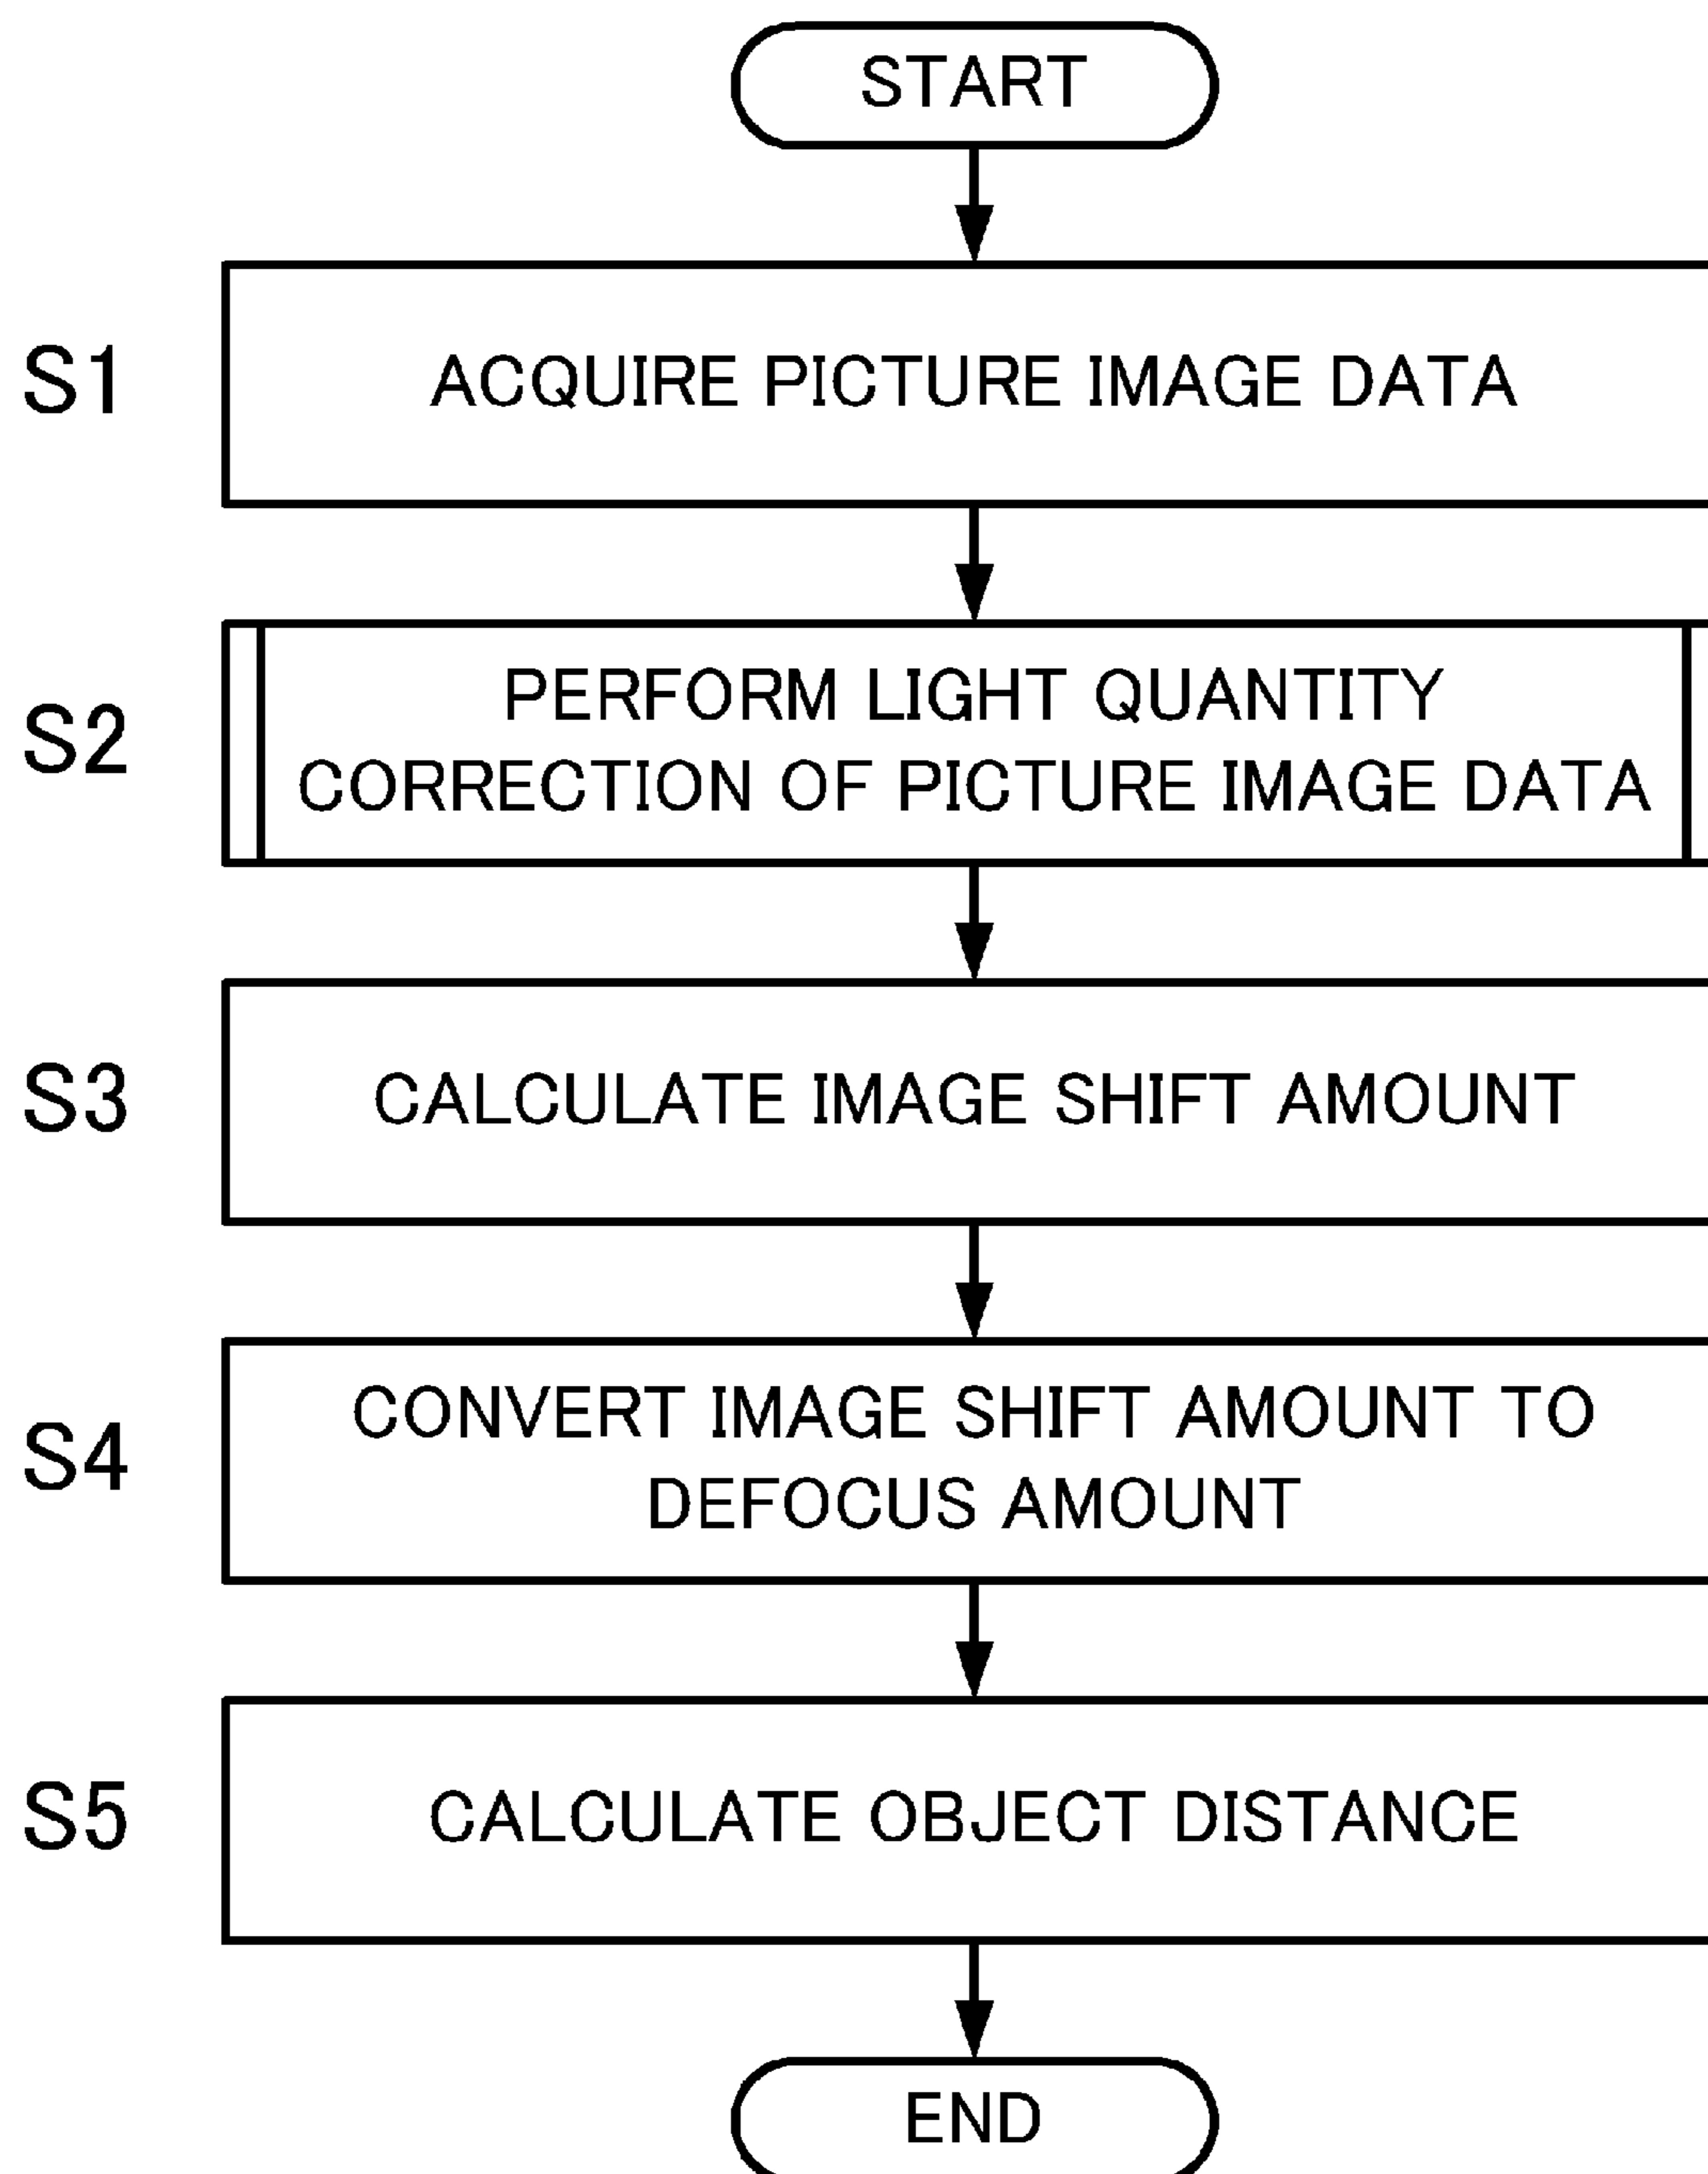 START
S1
ACQUIRE PICTURE IMAGE DATA
S2
PERFORM LIGHT QUANTITY
CORRECTION OF PICTURE IMAGE DATA
S3
CALCULATE IMAGE SHIFT AMOUNT
S4
CONVERT IMAGE SHIFT AMOUNT TO
DEFOCUS AMOUNT
S5
CALCULATE OBJECT DISTANCE
END